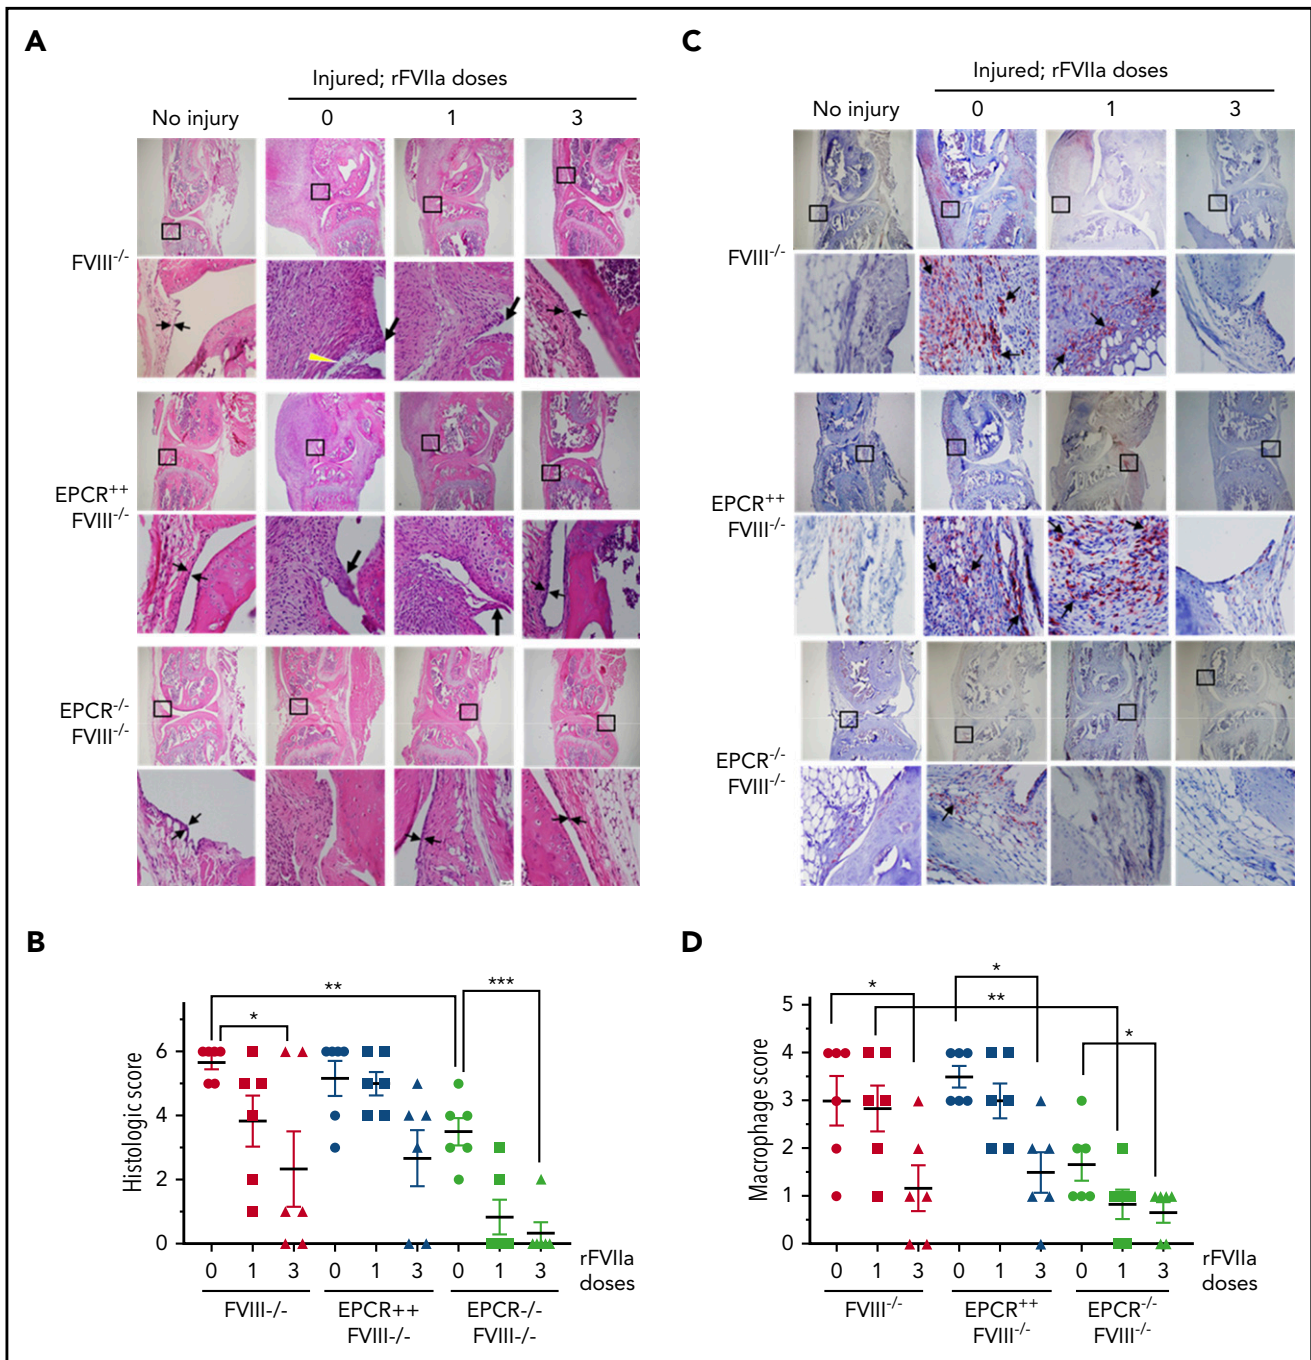 A
Injured; rFVIIa doses
No injury 0 1 3
FVIII-/-
EPCR++
FVIII-/-
EPCR-/-
FVIII-/-
C
Injured; rFVIIa doses
No injury 0 1 3
FVIII-/-
EPCR++
FVIII-/-
EPCR-/-
FVIII-/-
B
Histologic score
6
4
2
0
*
**
***
0 1 3 0 1 3 0 1 3
rFVIIa
doses
FVIII-/-
EPCR++
FVIII-/-
EPCR-/-
FVIII-/-
D
Macrophage score
5
4
3
2
1
0
*
*
**
*
0 1 3 0 1 3 0 1 3
rFVIIa
doses
FVIII-/-
EPCR++
FVIII-/-
EPCR-/-
FVIII-/-